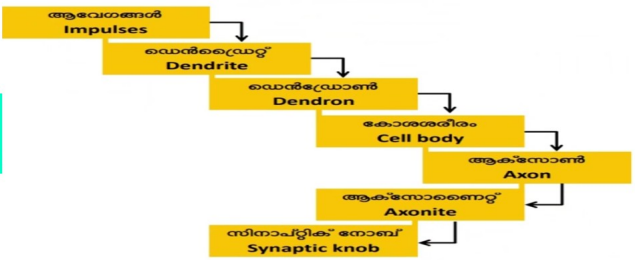 ആവേഗങ്ങൾ
Impulses
ഡെൻഡ്രൈറ്റ്
Dendrite
ഡെൻഡ്രോൺ
Dendron
കോശശരീരം
Cell body
ആക്സോൺ
Axon
ആക്സോണൈറ്റ്
Axonite
സിനാപ്റ്റിക് നോബ്
Synaptic knob